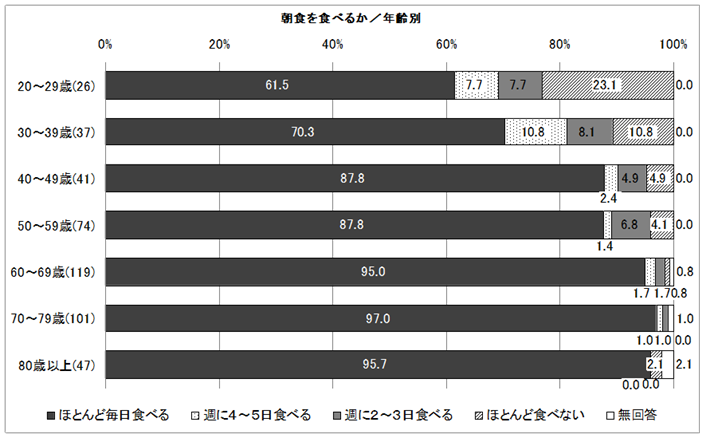 朝食を食べるか／年齢別
0% 20% 40% 60% 80% 100%
20～29歳(26) 61.5 7.7 7.7 23.1 0.0
30～39歳(37) 70.3 10.8 8.1 10.8 0.0
40～49歳(41) 87.8 4.9 4.9 0.0
2.4
50～59歳(74) 87.8 6.8 4.1 0.0
1.4
60～69歳(119) 95.0 0.8
1.7 1.7 0.8
70～79歳(101) 97.0 1.0
1.0 1.0 0.0
80歳以上(47) 95.7 2.1 2.1
0.0 0.0
ほとんど毎日食べる 週に4～5日食べる 週に2～3日食べる ほとんど食べない 無回答